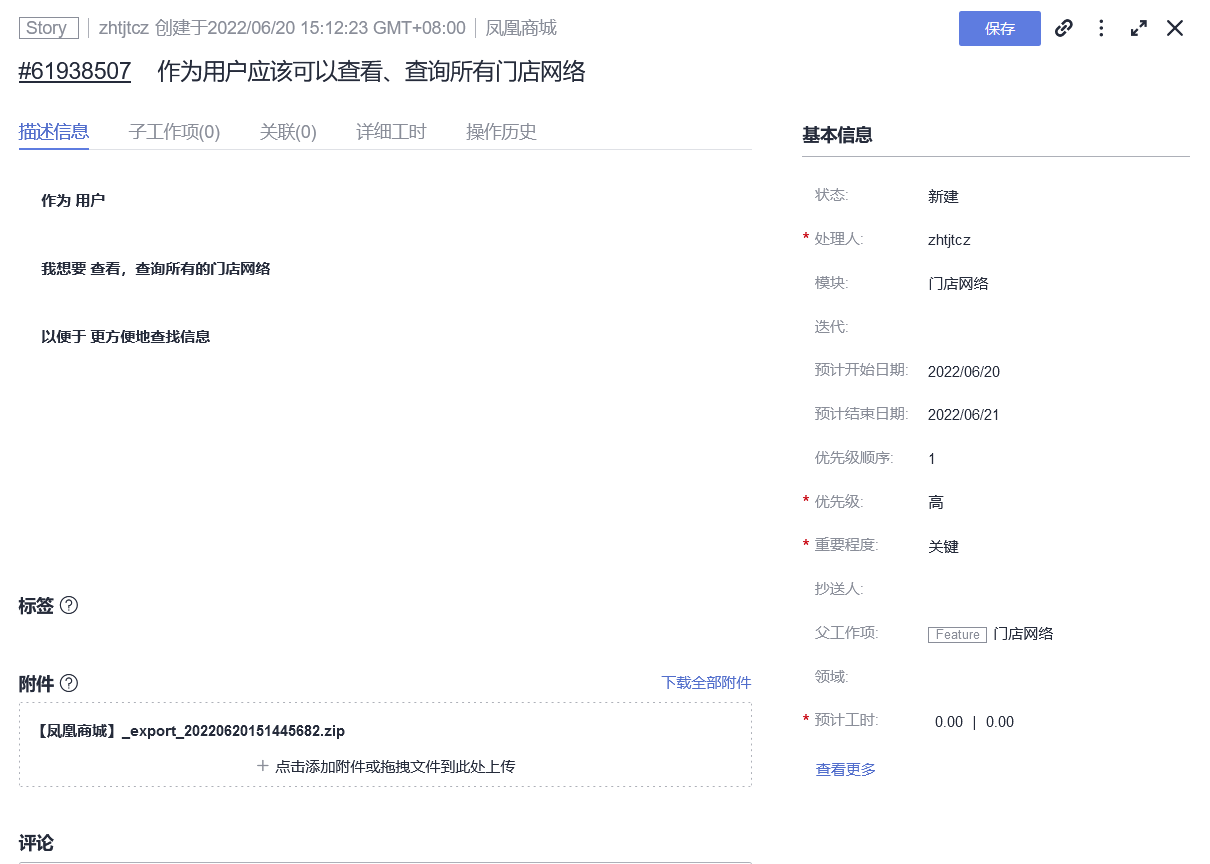 Story zhtjtcz 创建于2022/06/20 15:12:23 GMT+08:00 凤凰商城
保存
#61938507 作为用户应该可以查看、查询所有门店网络
描述信息 子工作项(0) 关联(0) 详细工时 操作历史
作为 用户
我想要 查看，查询所有的门店网络
以便于 更方便地查找信息
标签
附件 下载全部附件
【凤凰商城】_export_20220620151445682.zip
+ 点击添加附件或拖拽文件到此处上传
评论
基本信息
状态: 新建
* 处理人: zhtjtcz
模块: 门店网络
迭代:
预计开始日期: 2022/06/20
预计结束日期: 2022/06/21
优先级顺序: 1
* 优先级: 高
* 重要程度: 关键
抄送人:
父工作项: Feature 门店网络
领域:
* 预计工时: 0.00 | 0.00
查看更多